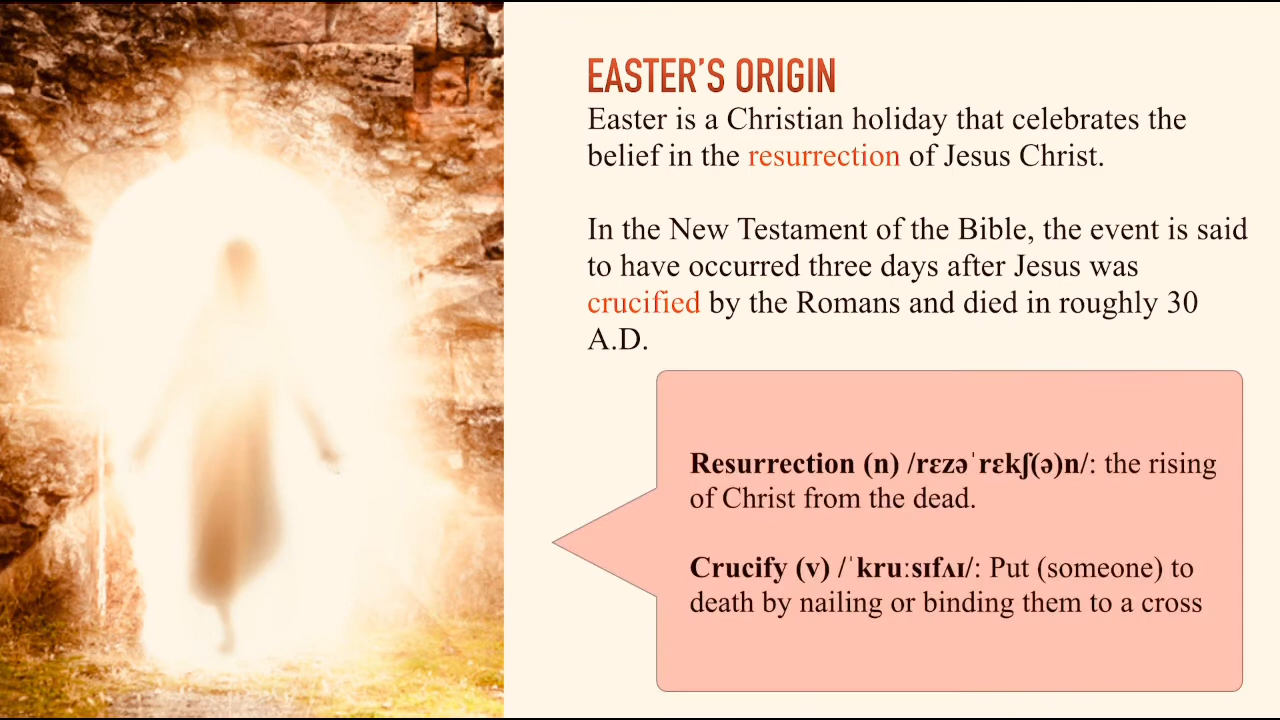 EASTER'S ORIGIN
Easter is a Christian holiday that celebrates the
belief in the resurrection of Jesus Christ.
In the New Testament of the Bible, the event is said
to have occurred three days after Jesus was
crucified by the Romans and died in roughly 30
A.D.
Resurrection (n) /rɛzəˈrɛkʃ(ə)n/: the rising
of Christ from the dead.
Crucify (v) /ˈkruːsɪfʌɪ/: Put (someone) to
death by nailing or binding them to a cross